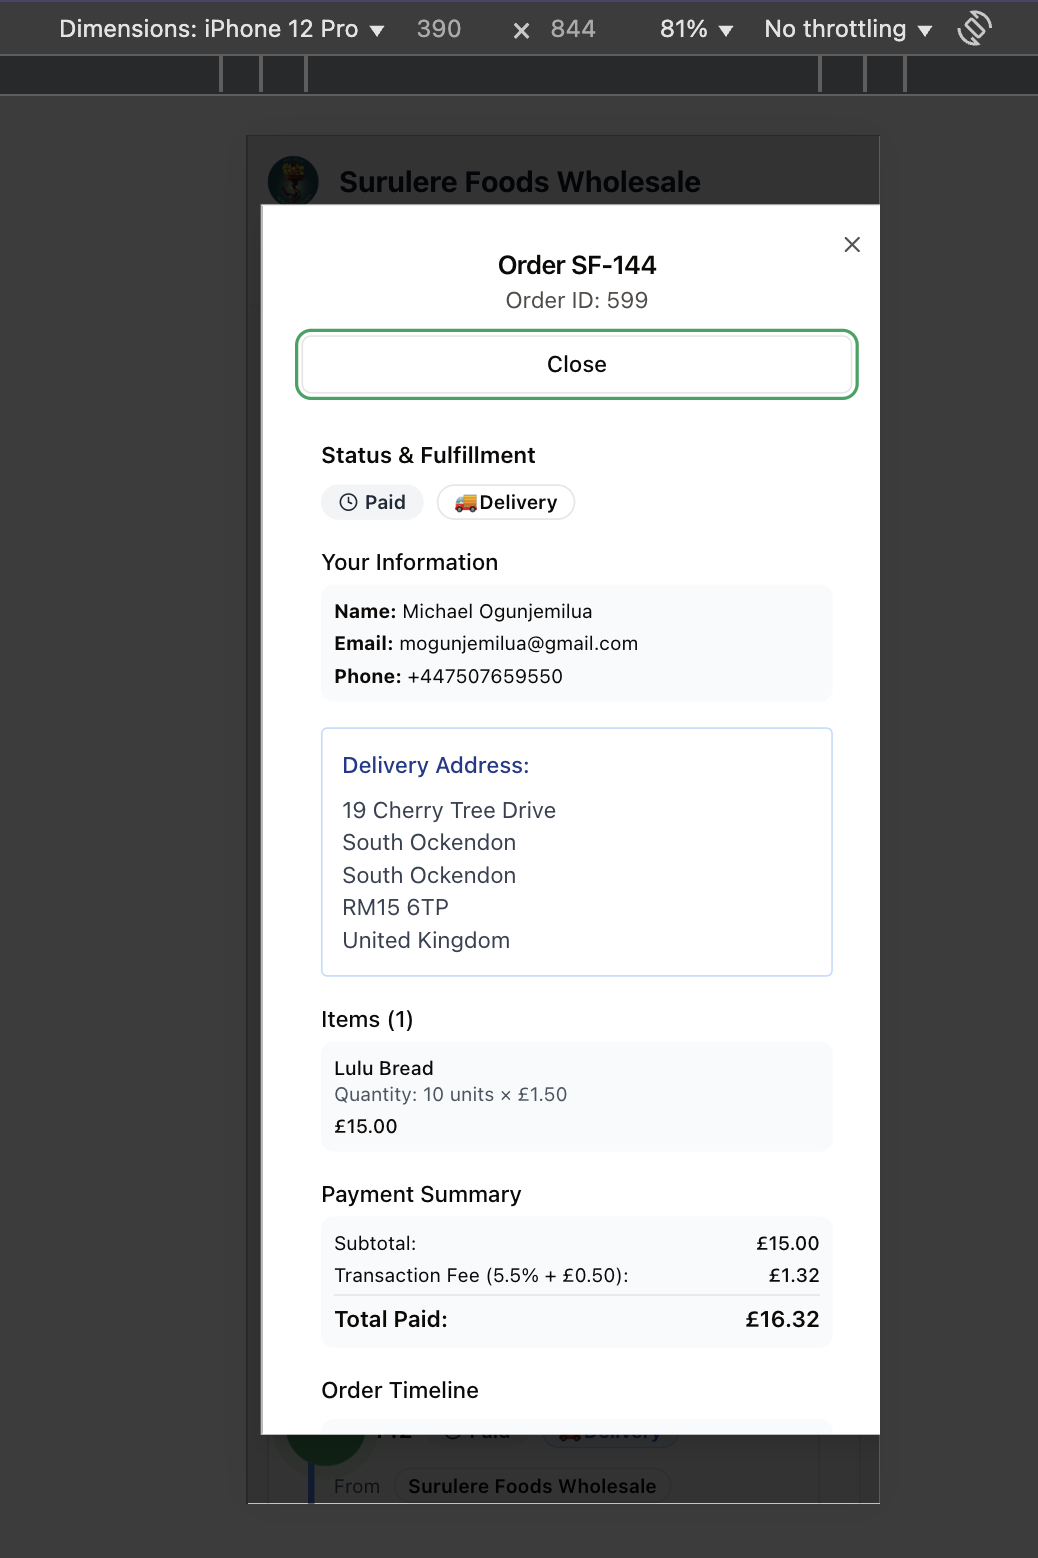 Dimensions: iPhone 12 Pro ▼ 390 × 844 81% ▼ No throttling ▼
Surulere Foods Wholesale
Order SF-144
Order ID: 599
Close
Status & Fulfillment
Paid Delivery
Your Information
Name: Michael Ogunjemilua
Email: mogunjemilua@gmail.com
Phone: +447507659550
Delivery Address:
19 Cherry Tree Drive
South Ockendon
South Ockendon
RM15 6TP
United Kingdom
Items (1)
Lulu Bread
Quantity: 10 units × £1.50
£15.00
Payment Summary
Subtotal: £15.00
Transaction Fee (5.5% + £0.50): £1.32
Total Paid: £16.32
Order Timeline
Paid Delivery
From Surulere Foods Wholesale